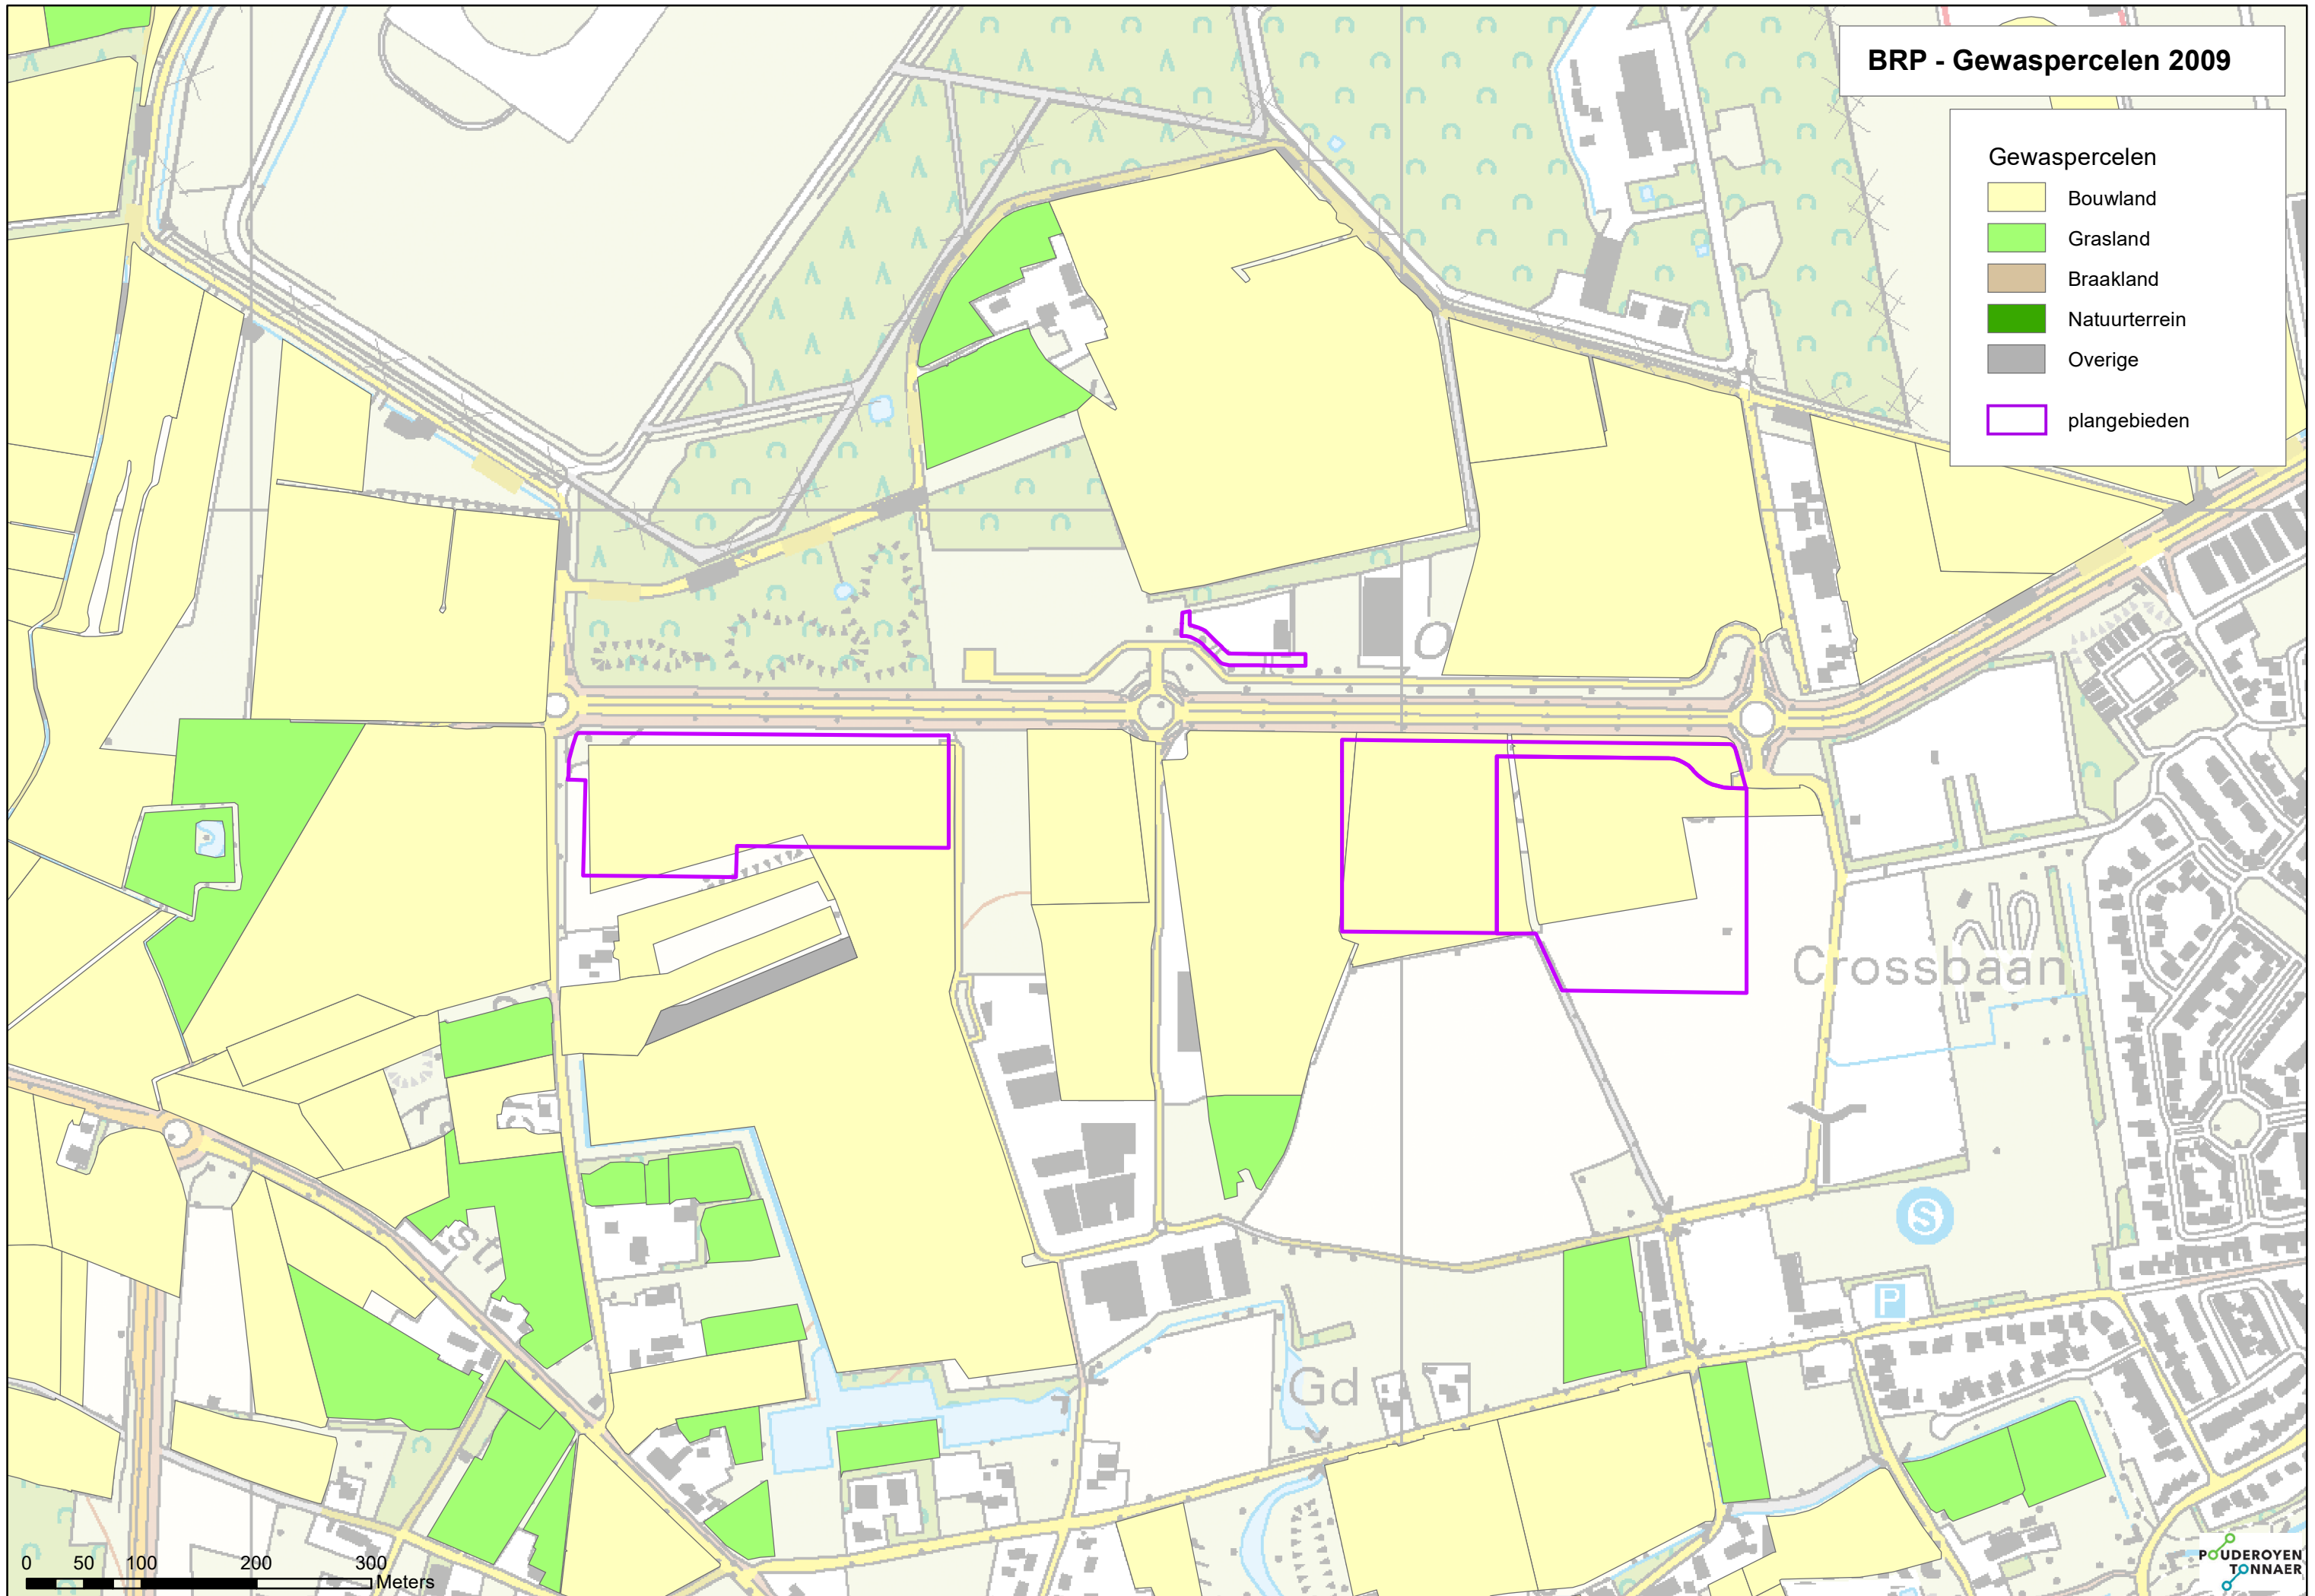 BRP - Gewaspercelen 2009
Gewaspercelen
Bouwland
Grasland
Braakland
Natuurterrein
Overige
plangebieden
Crossbaan
S
P
Gd
0 50 100 200 300
Meters
POUDEROYEN
TONNAER